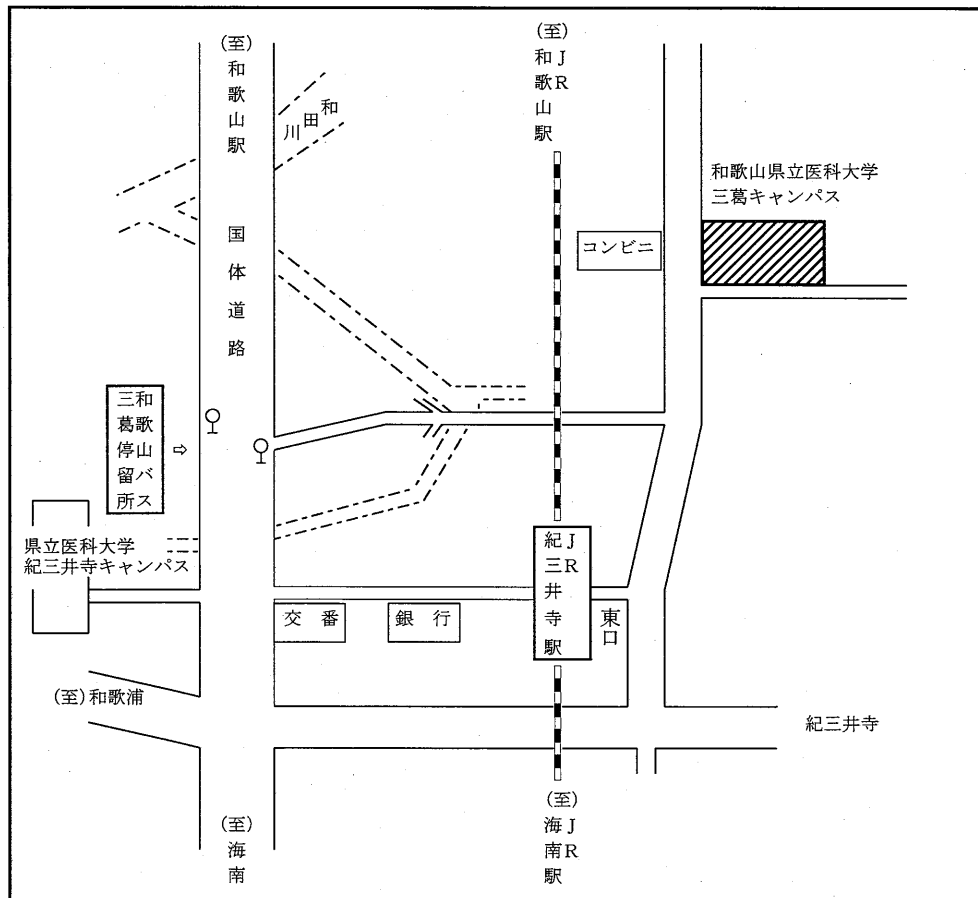 (至)和歌山駅
和田川
(至)JR和歌山駅
和歌山県立医科大学
三葛キャンパス
コンビニ
国体道路
和歌山バス
三葛停留所
⇨
県立医科大学
紀三井寺キャンパス
交番
銀行
JR紀三井寺駅
東口
(至)和歌浦
紀三井寺
(至)海南
(至)JR海南駅